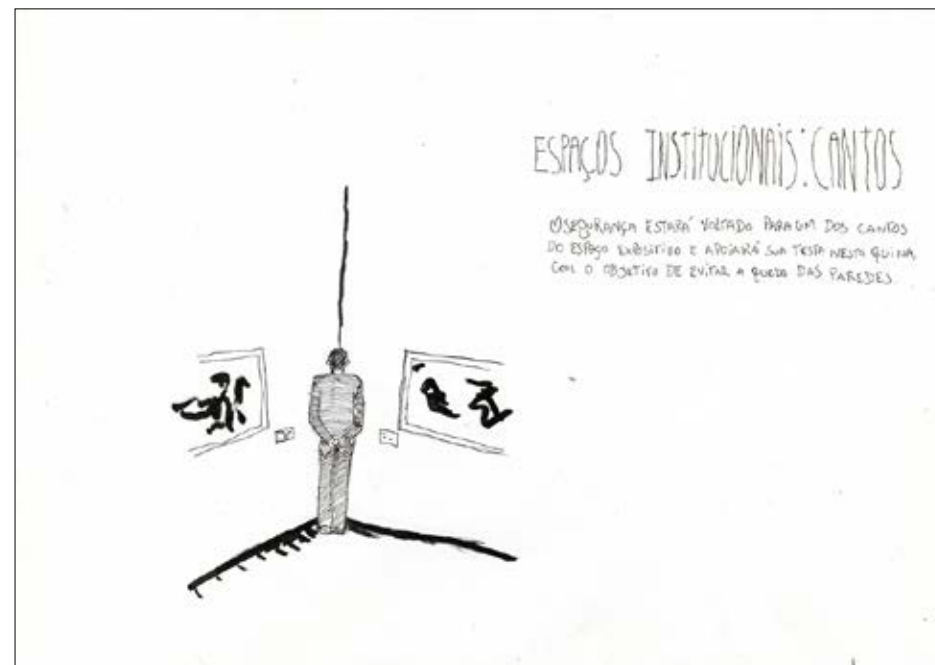 ESPAÇOS INSTITUCIONAIS: CANTOS
O SEGURANÇA ESTARÁ VOLTADO PARA UM DOS CANTOS
DO ESPAÇO EXPOSITIVO E APOIARÁ SUA TESTA NESTA QUINA
COM O OBJETIVO DE EVITAR A QUEDA DAS PAREDES.